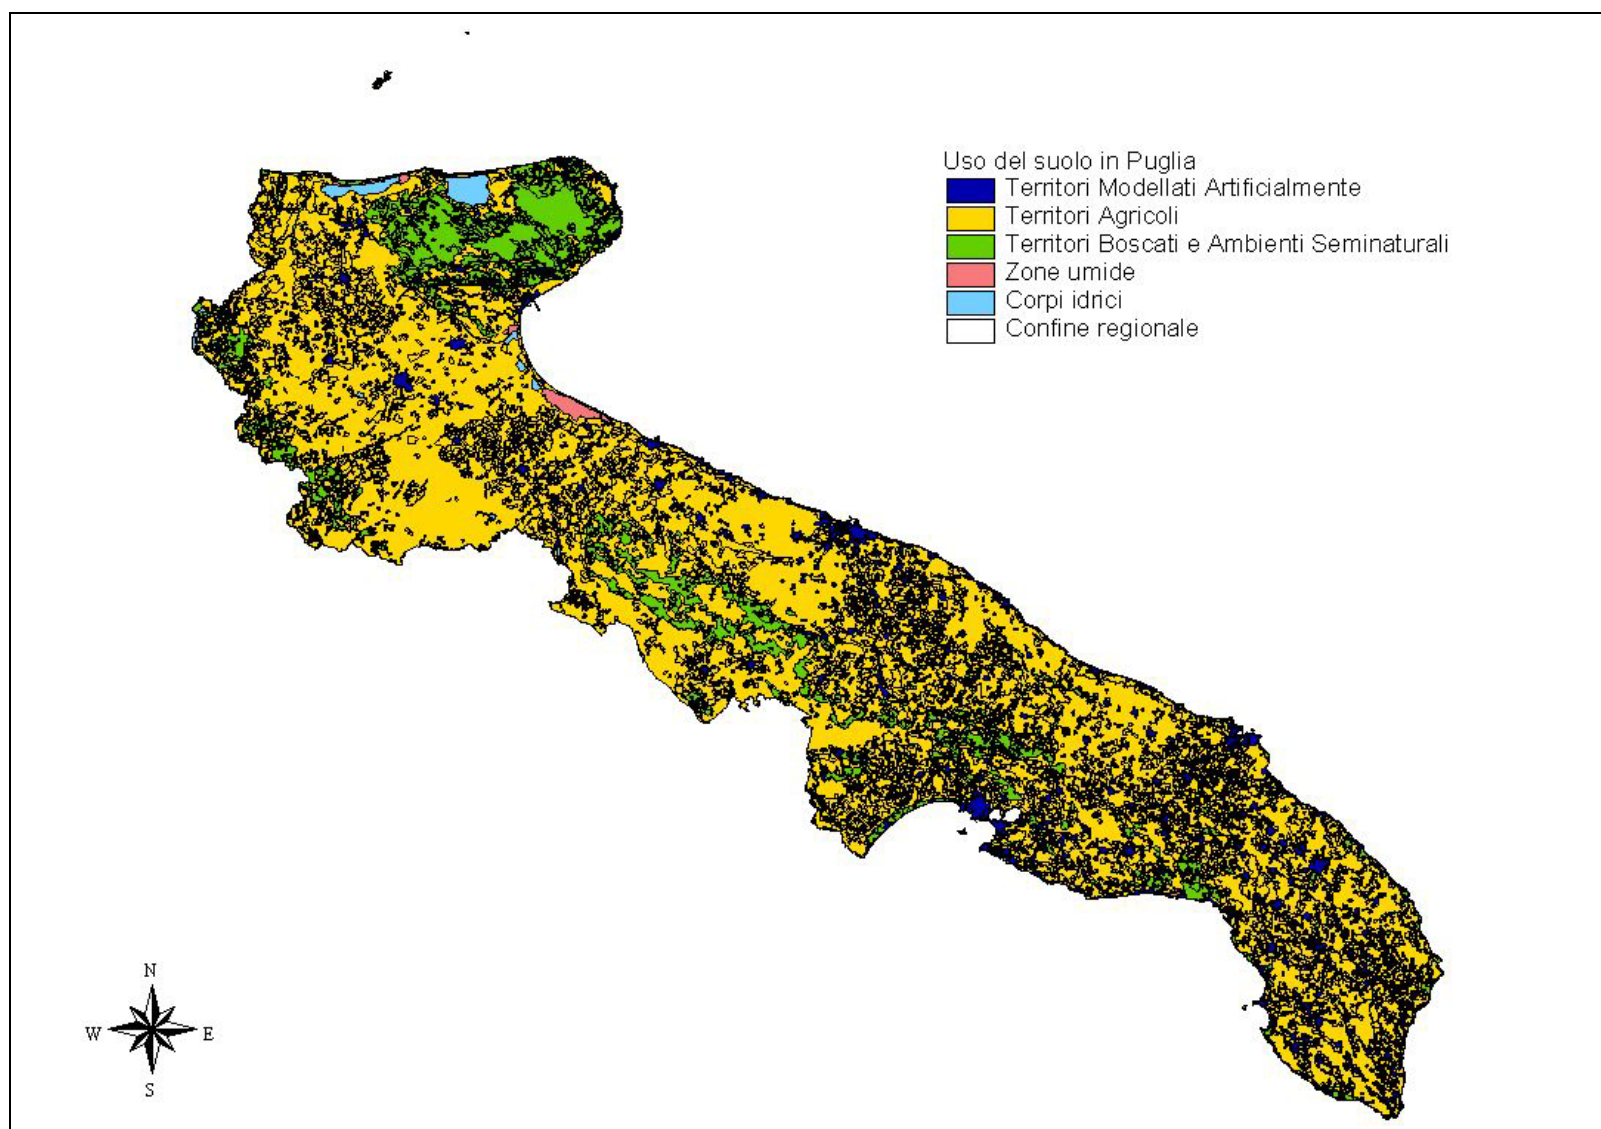 Uso del suolo in Puglia
Territori Modellati Artificialmente
Territori Agricoli
Territori Boscati e Ambienti Seminaturali
Zone umide
Corpi idrici
Confine regionale
N
W E
S